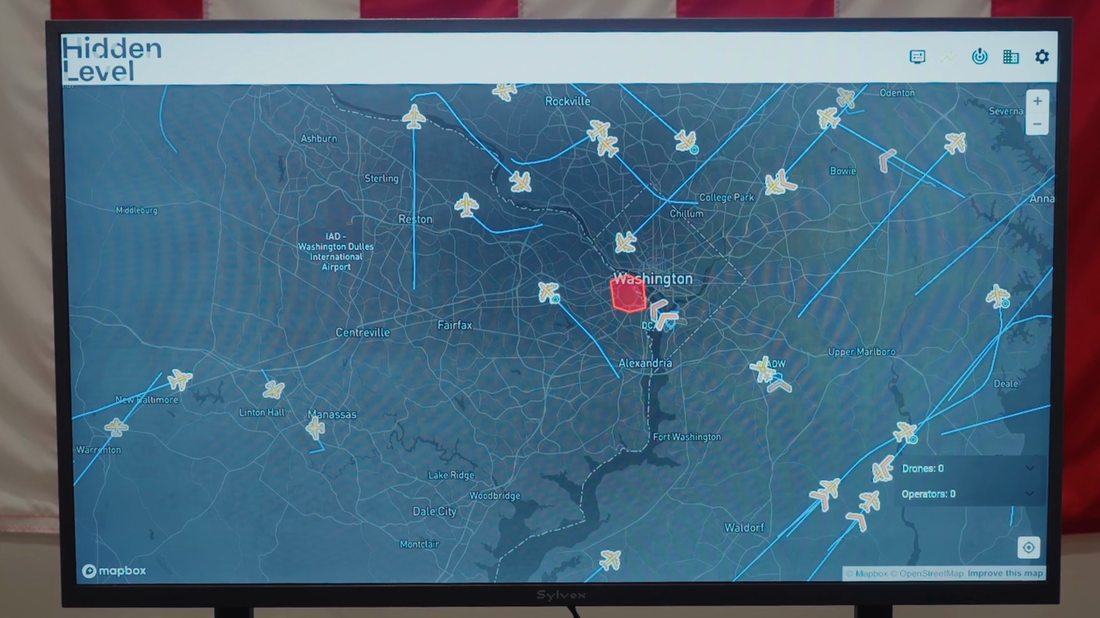 Hidden
Level
Rockville
Odenton
Severna
Ashburn
Sterling
Bowie
Middleburg
Reston
College Park
Chillum
Anna
IAD -
Washington Dulles
International
Airport
Washington
Centreville
Fairfax
DCA
Alexandria
ADW
Upper Marlboro
Deale
New Baltimore
Linton Hall
Manassas
Warrenton
Fort Washington
Lake Ridge
Woodbridge
Drones: 0
Operators: 0
Dale City
Waldorf
Montclair
mapbox
© Mapbox © OpenStreetMap Improve this map
Sylvox